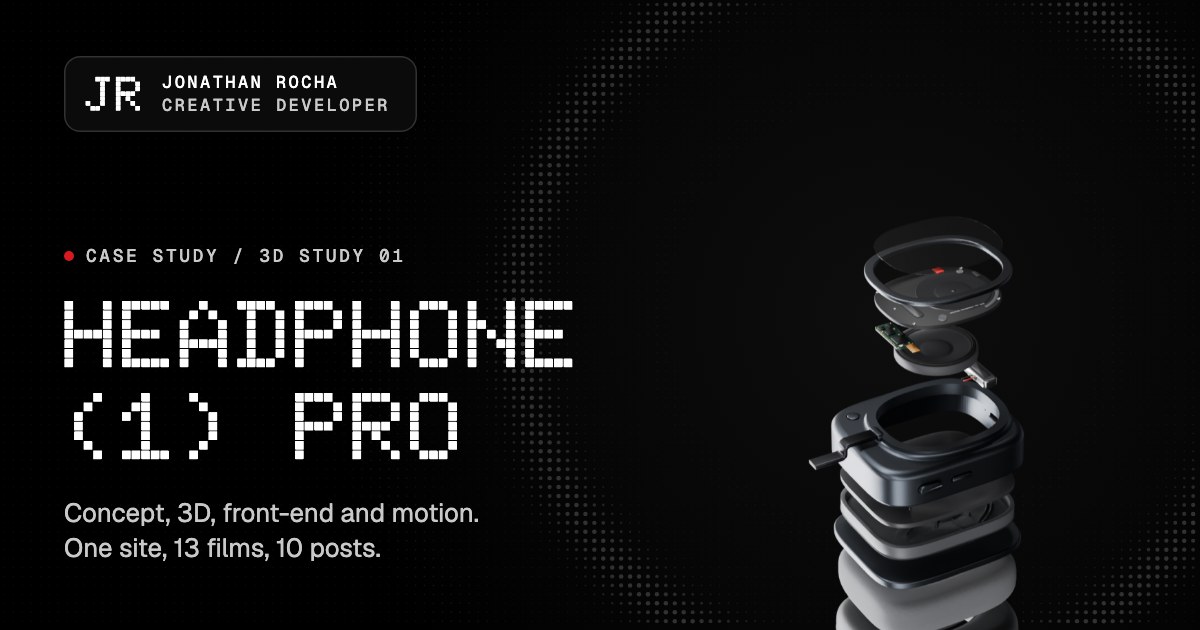 JR
JONATHAN ROCHA
CREATIVE DEVELOPER
CASE STUDY / 3D STUDY 01
HEADPHONE
(1) PRO
Concept, 3D, front-end and motion.
One site, 13 films, 10 posts.